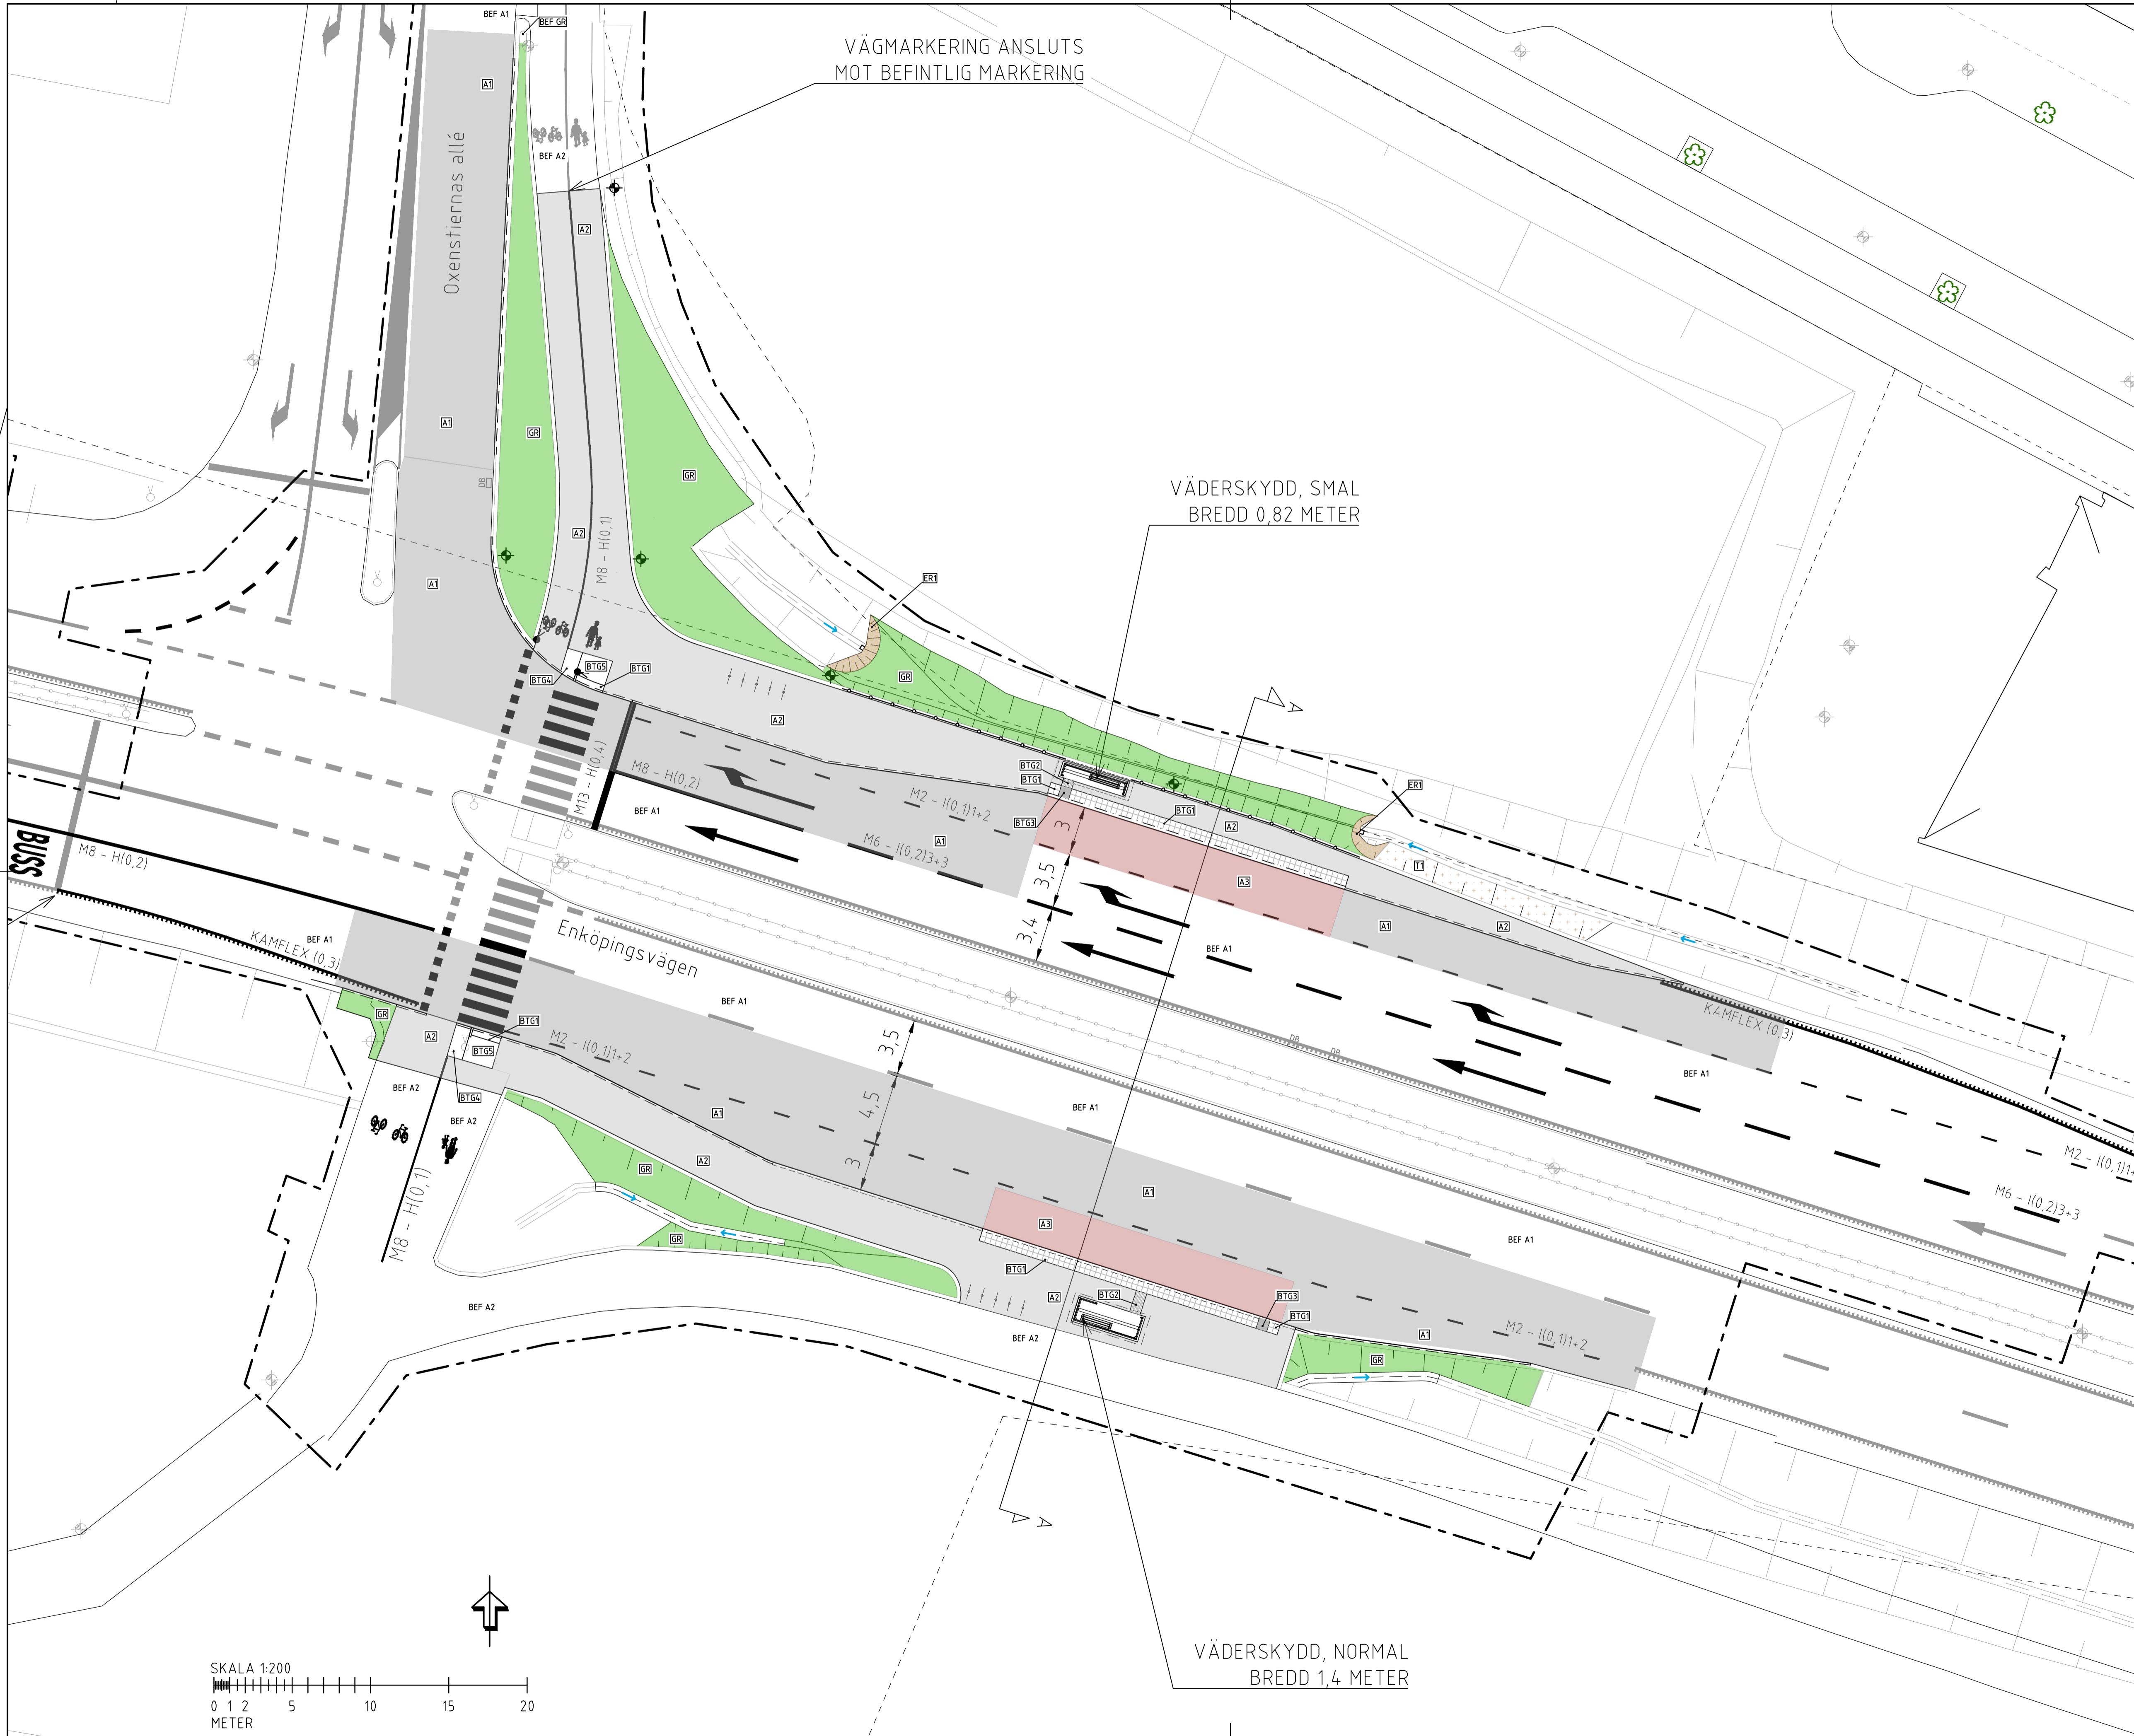 BEF A1
BEF GR
VÄGMARKERING ANSLUTS
MOT BEFINTLIG MARKERING
A1
Oxenstiernas allé
BEF A2
A2
A1
GR
GR
VÄDERSKYDD, SMAL
BREDD 0,82 METER
DB
A2
M8 - H(0,1)
A1
ER1
BTG5
BTG1
BTG4
GR
A2
A
M13 - H(0,4)
M8 - H(0,2)
BTG2
BTG1
BTG3
M2 - I(0,1)1+2
BEF A1
M6 - I(0,2)3+3
A1
3
BTG1
A2
ER1
T1
BUSS
M8 - H(0,2)
3,5
A3
3,4
A1
A2
BEF A1
KAMFLEX (0,3)
Enköpingsvägen
BEF A1
BEF A1
KAMFLEX (0,3)
GR
A2
BTG1
BTG5
M2 - I(0,1)1+2
3,5
DB
DB
BEF A1
BEF A2
BTG4
BEF A2
A1
4,5
BEF A1
M2 - I(0,1)1+
GR
A2
3
A1
M6 - I(0,2)3+3
M8 - H(0,1)
GR
A3
BEF A1
BTG1
BEF A2
A2
BTG2
BTG3
BTG1
BEF A2
A1
M2 - I(0,1)1+2
GR
A
VÄDERSKYDD, NORMAL
BREDD 1,4 METER
SKALA 1:200
0 1 2 5 10 15 20
METER